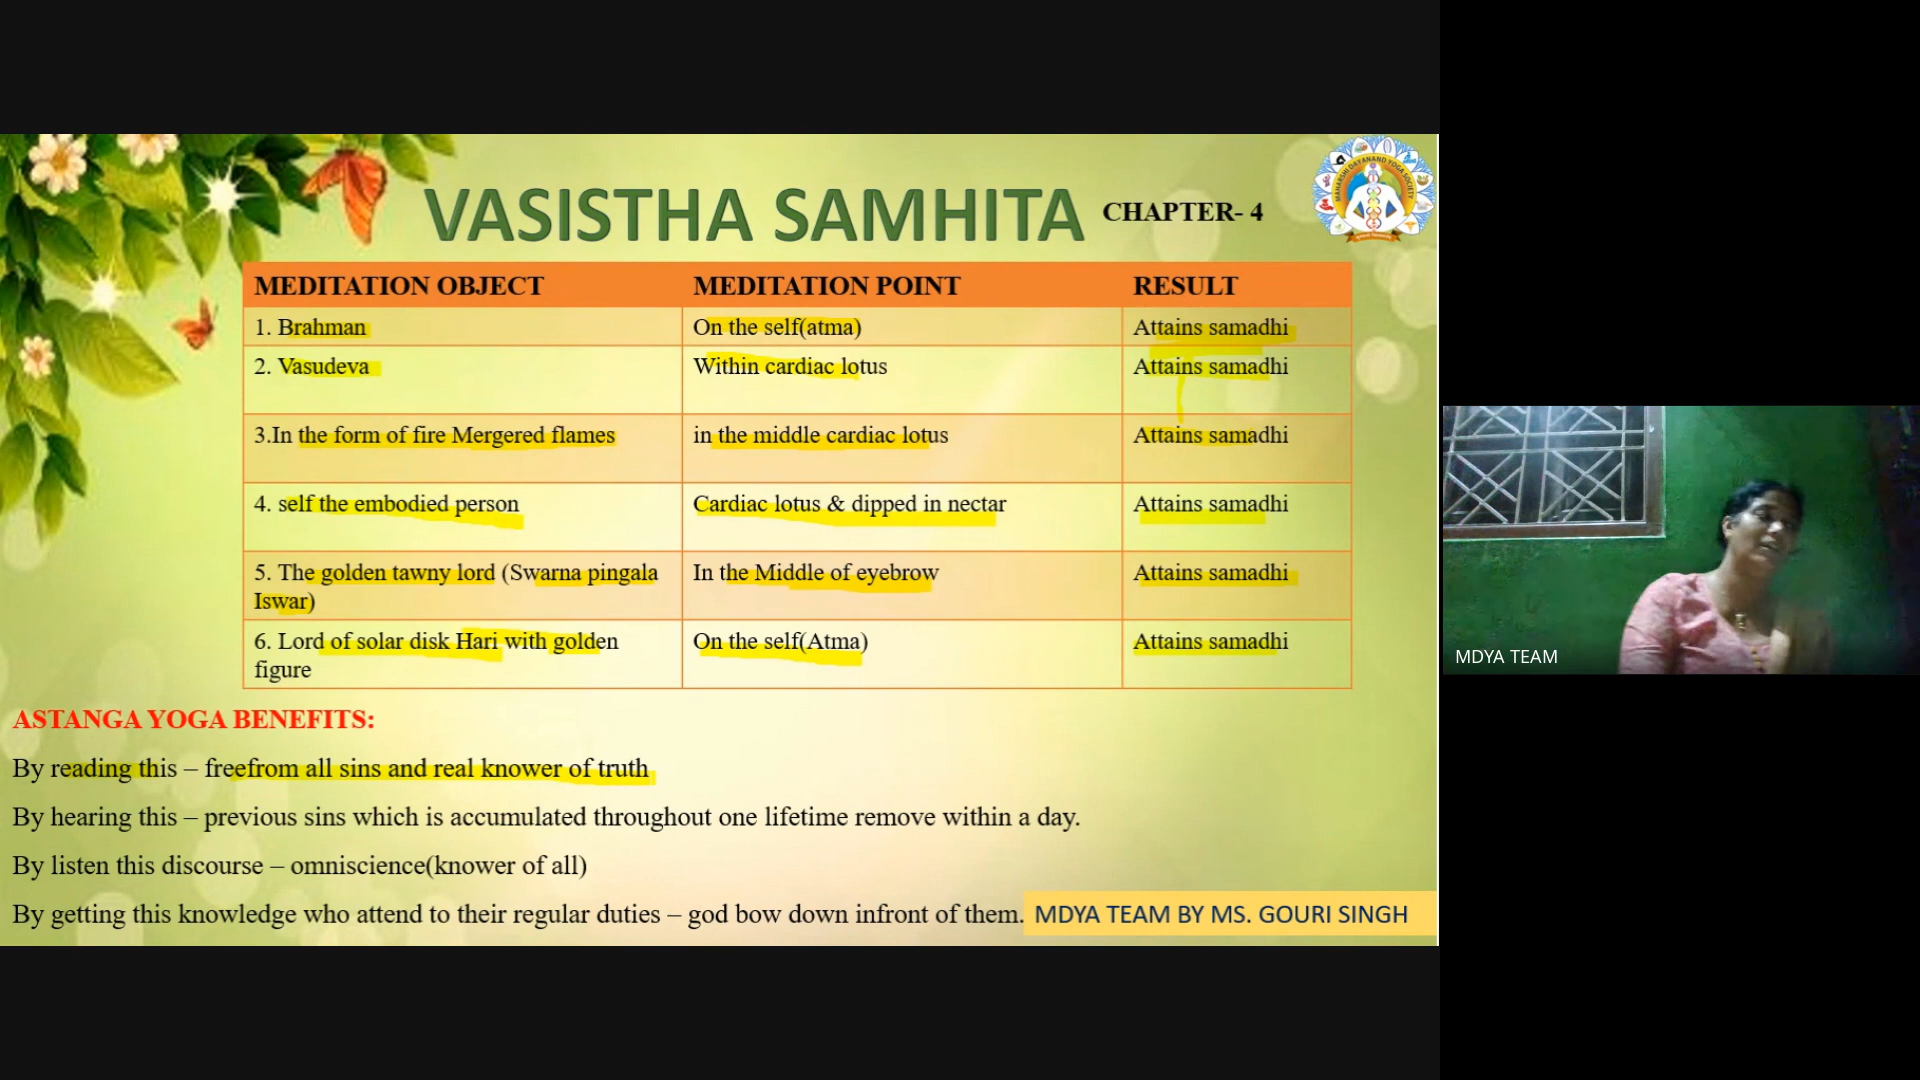 VASISTHA SAMHITA CHAPTER- 4
MAHARSHI DAYANAND YOGA SOCIETY
MEDITATION OBJECT MEDITATION POINT RESULT
1. Brahman On the self(atma) Attains samadhi
2. Vasudeva Within cardiac lotus Attains samadhi
3.In the form of fire Mergered flames in the middle cardiac lotus Attains samadhi
4. self the embodied person Cardiac lotus & dipped in nectar Attains samadhi
5. The golden tawny lord (Swarna pingala In the Middle of eyebrow Attains samadhi
Iswar)
6. Lord of solar disk Hari with golden On the self(Atma) Attains samadhi
figure
ASTANGA YOGA BENEFITS:
By reading this – freefrom all sins and real knower of truth
By hearing this – previous sins which is accumulated throughout one lifetime remove within a day.
By listen this discourse – omniscience(knower of all)
By getting this knowledge who attend to their regular duties – god bow down infront of them.
MDYA TEAM BY MS. GOURI SINGH
MDYA TEAM